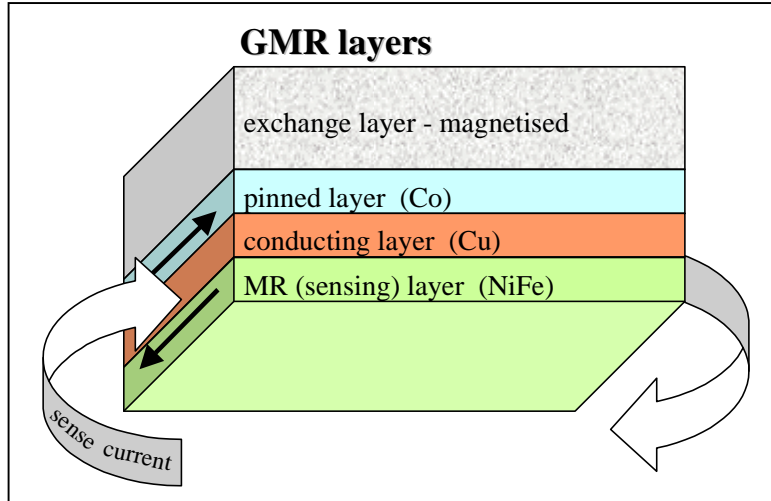 GMR layers
exchange layer - magnetised
pinned layer (Co)
conducting layer (Cu)
MR (sensing) layer (NiFe)
sense current